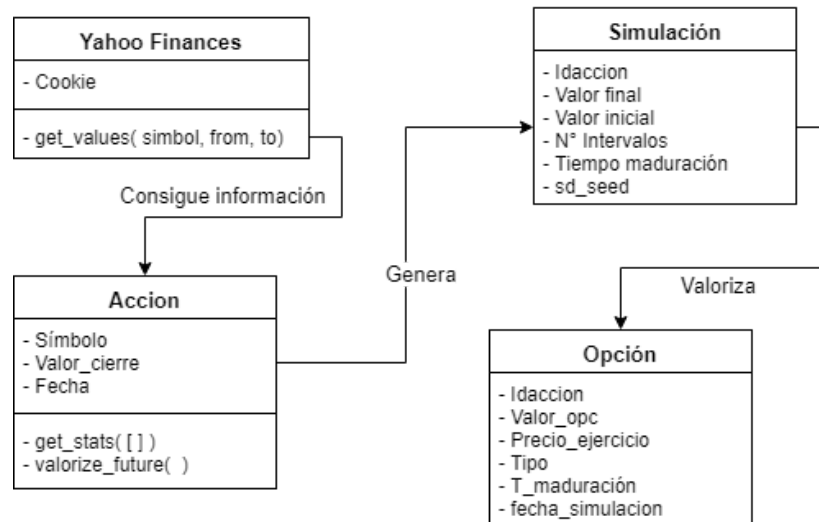 Yahoo Finances
- Cookie
- get_values( simbol, from, to)
Consigue información
Accion
- Símbolo
- Valor_cierre
- Fecha
- get_stats( [ ] )
- valorize_future(  )
Genera
Simulación
- Idaccion
- Valor final
- Valor inicial
- N° Intervalos
- Tiempo maduración
- sd_seed
Valoriza
Opción
- Idaccion
- Valor_opc
- Precio_ejercicio
- Tipo
- T_maduración
- fecha_simulacion